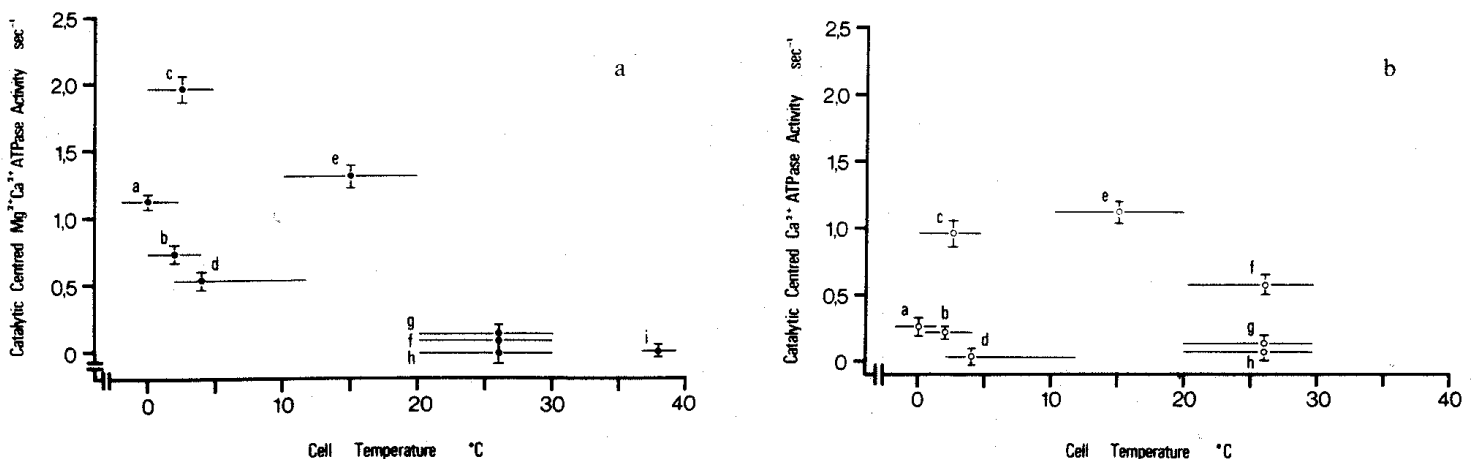 Catalytic Centred Mg²⁺Ca²⁺ ATPase Activity sec⁻¹
2,5
2,0
1,5
1,0
0,5
0
a
c
e
a
b
d
g
f
h
i
0
10
20
30
40
Cell Temperature °C
Catalytic Centred Ca²⁺ ATPase Activity sec⁻¹
2,5
2,0
1,5
1,0
0,5
0
b
e
c
f
a
b
d
g
h
0
10
20
30
40
Cell Temperature °C